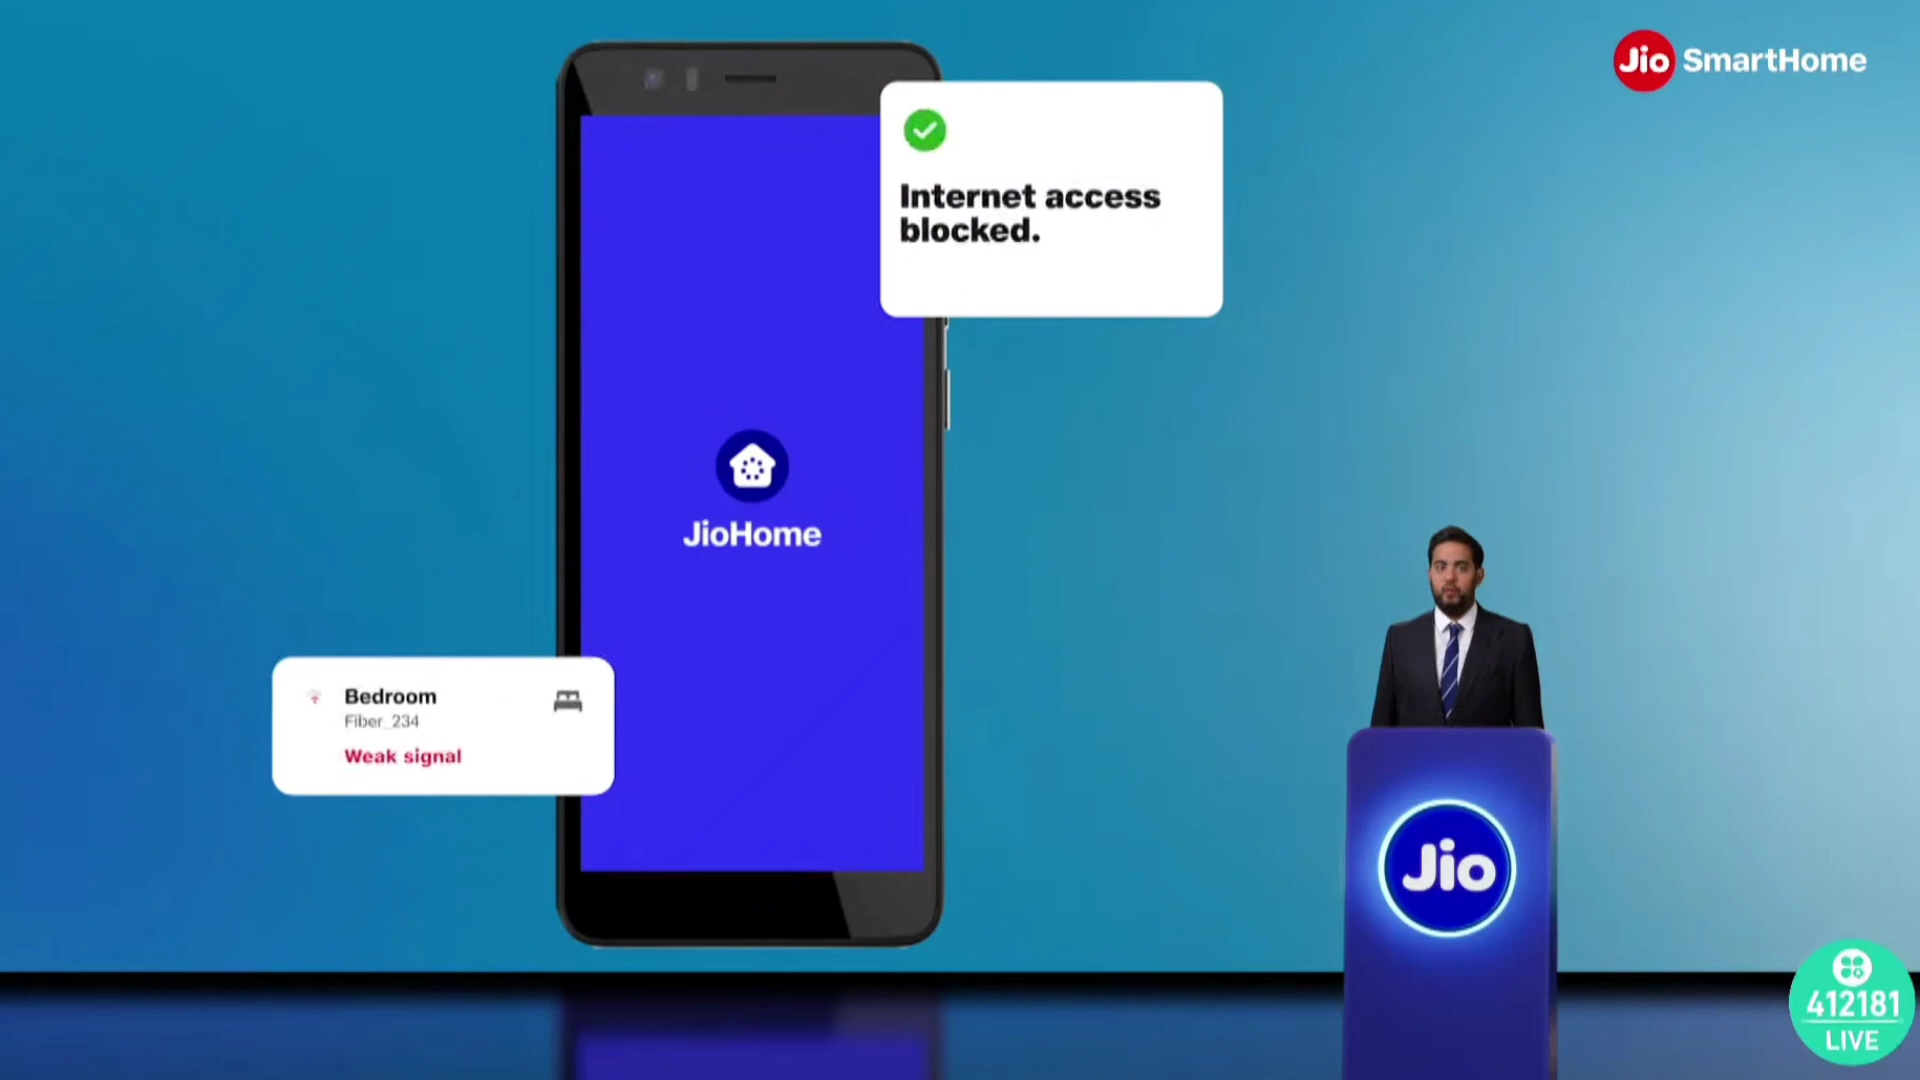 Jio SmartHome
Internet access
blocked.
JioHome
Bedroom
Fiber_234
Weak signal
Jio
412181
LIVE